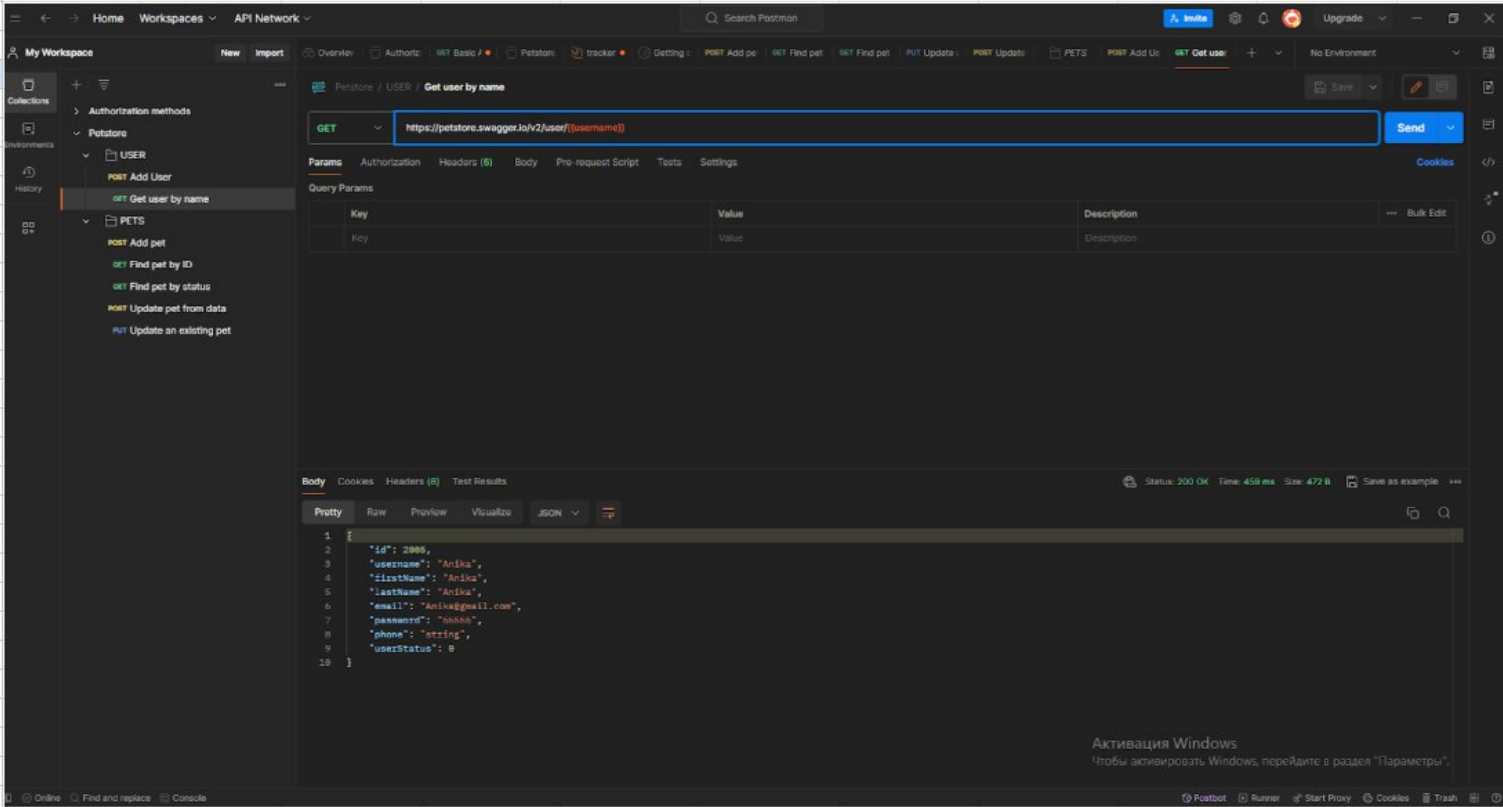 Home Workspaces API Network Search Postman Invite Upgrade
My Workspace New Import Overview Authoriz GET Basic A Petstore tracker Getting s POST Add pe GET Find pet GET Find pet PUT Update POST Update PETS POST Add Us GET Get user No Environment
Collections
Environments
History
Authorization methods
Petstore
USER
POST Add User
GET Get user by name
PETS
POST Add pet
GET Find pet by ID
GET Find pet by status
POST Update pet from data
PUT Update an existing pet
Petstore / USER / Get user by name Save
GET https://petstore.swagger.io/v2/user/{{username}} Send
Params Authorization Headers (6) Body Pre-request Script Tests Settings Cookies
Query Params
Key Value Description Bulk Edit
Key Value Description
Body Cookies Headers (8) Test Results Status: 200 OK Time: 459 ms Size: 472 B Save as example
Pretty Raw Preview Visualize JSON
1 {
2 "id": 2005,
3 "username": "Anika",
4 "firstName": "Anika",
5 "lastName": "Anika",
6 "email": "Anika@gmail.com",
7 "password":
8 "phone": "string",
9 "userStatus": 0
10 }
Активация Windows
Чтобы активировать Windows, перейдите в раздел "Параметры".
Online Find and replace Console Postbot Runner Start Proxy Cookies Trash